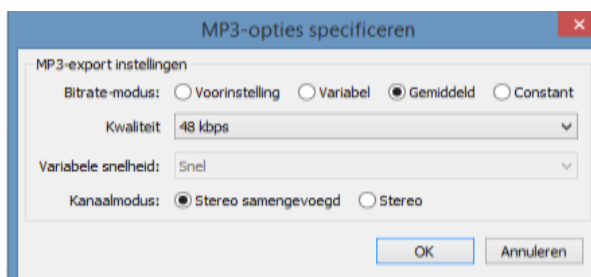 MP3-opties specificeren
MP3-export instellingen
Bitrate-modus: Voorinstelling Variabel Gemiddeld Constant
Kwaliteit 48 kbps
Variabele snelheid: Snel
Kanaalmodus: Stereo samengevoegd Stereo
OK Annuleren